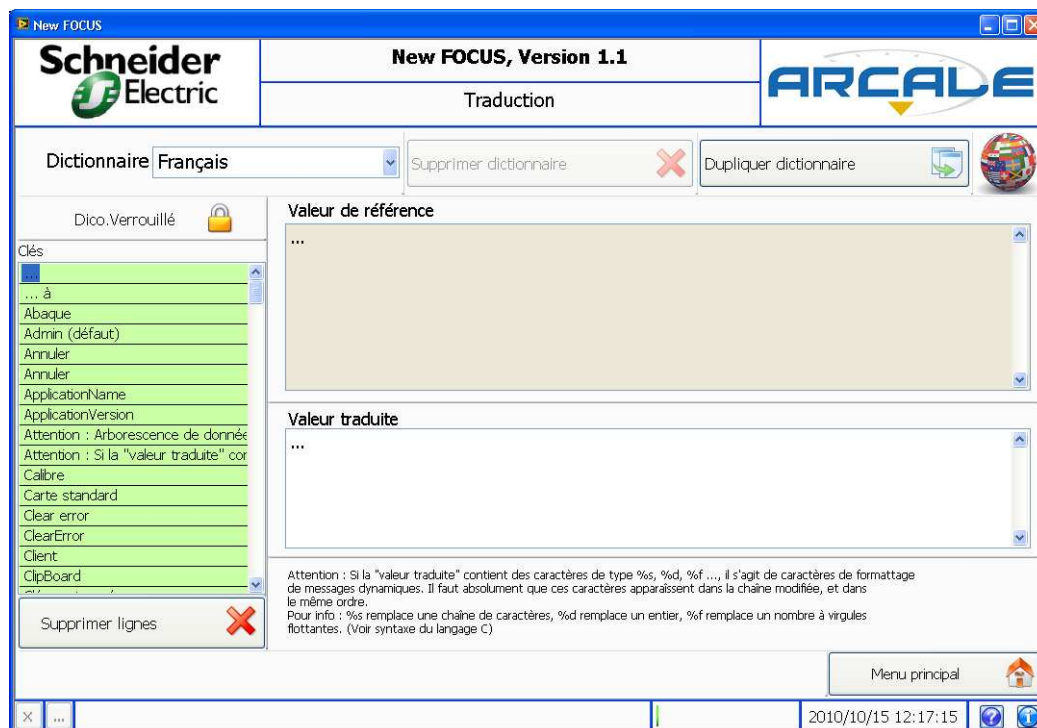 New FOCUS
Schneider
Electric
New FOCUS, Version 1.1
Traduction
ARCALE
Dictionnaire Français
Supprimer dictionnaire
Dupliquer dictionnaire
Dico.Verrouillé
Clés
...
... à
Abaque
Admin (défaut)
Annuler
Annuler
ApplicationName
ApplicationVersion
Attention : Arborescence de donnée
Attention : Si la "valeur traduite" cor
Calibre
Carte standard
Clear error
ClearError
Client
ClipBoard
Supprimer lignes
Valeur de référence
...
Valeur traduite
...
Attention : Si la "valeur traduite" contient des caractères de type %s, %d, %f ..., il s'agit de caractères de formattage
de messages dynamiques. Il faut absolument que ces caractères apparaîssent dans la chaîne modifiée, et dans
le même ordre.
Pour info : %s remplace une chaîne de caractères, %d remplace un entier, %f remplace un nombre à virgules
flottantes. (Voir syntaxe du langage C)
Menu principal
X
...
2010/10/15 12:17:15